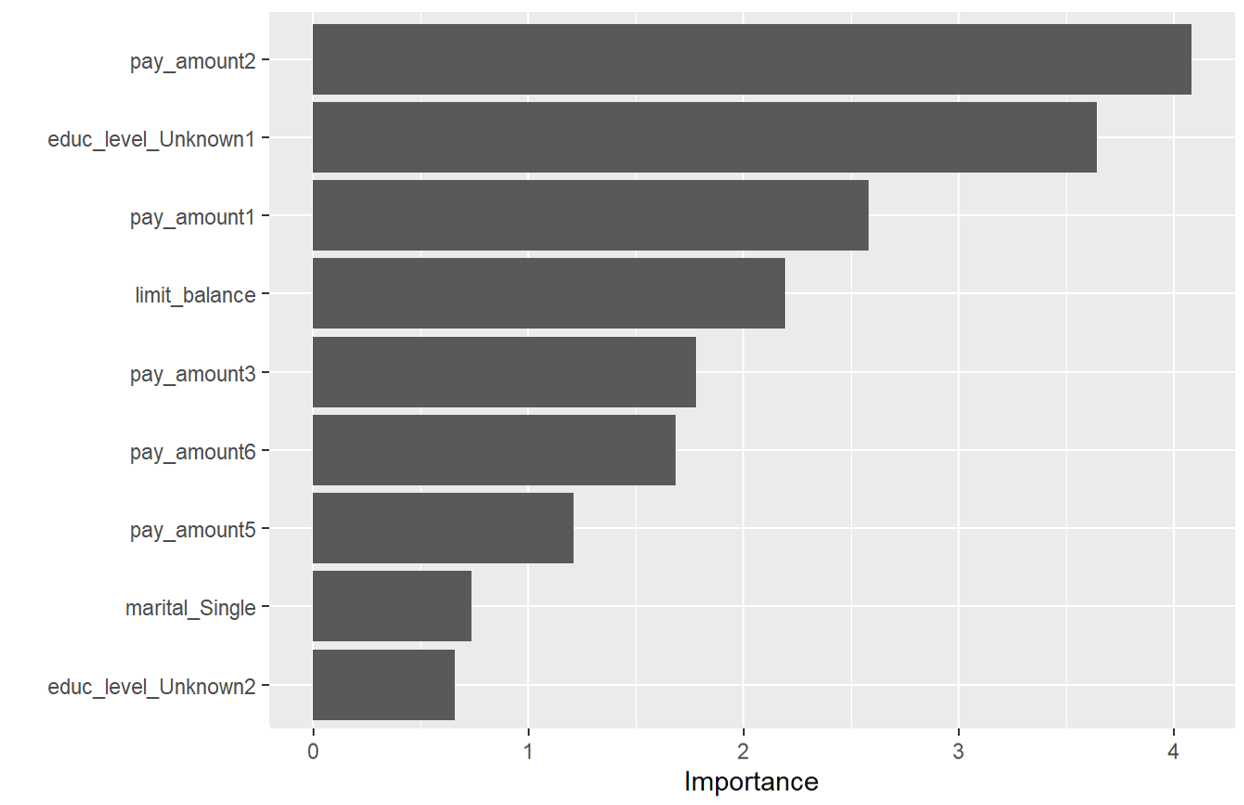 pay_amount2
educ_level_Unknown1
pay_amount1
limit_balance
pay_amount3
pay_amount6
pay_amount5
marital_Single
educ_level_Unknown2
0 1 2 3 4
Importance